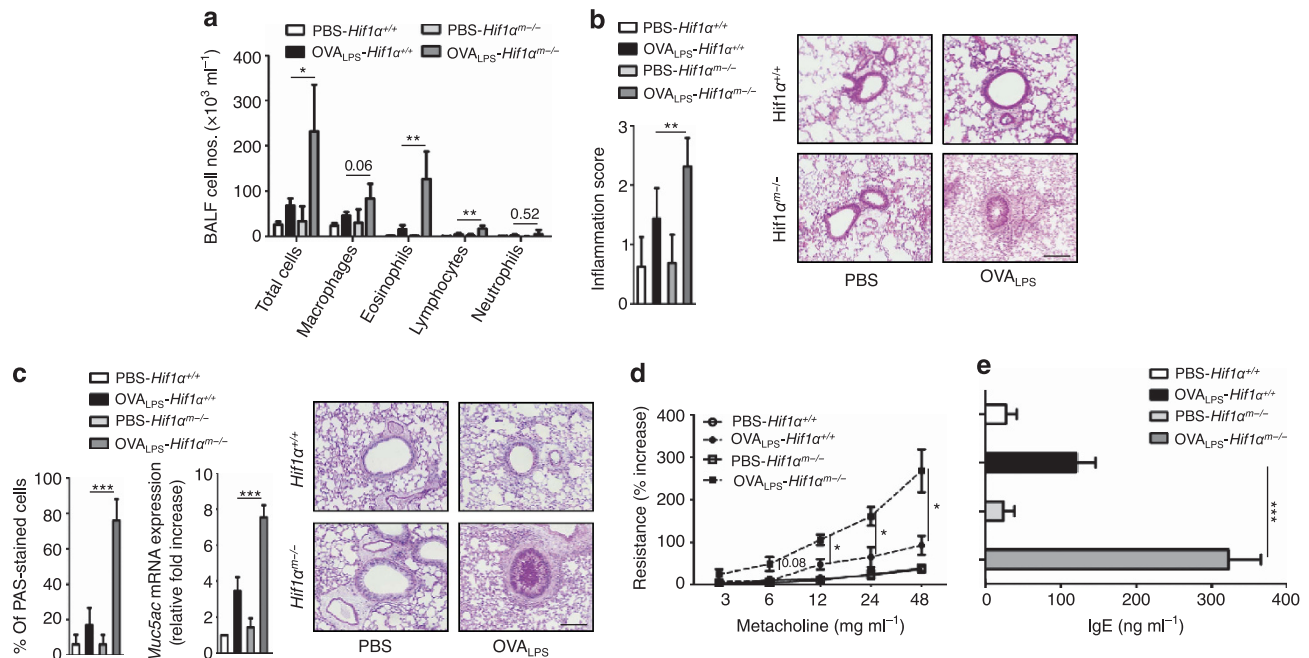 a
PBS-Hif1α+/+
PBS-Hif1αm−/−
OVALPS-Hif1α+/+
OVALPS-Hif1αm−/−
BALF cell nos. (×10³ ml⁻¹)
400
300
200
100
0
*
0.06
**
**
0.52
Total cells
Macrophages
Eosinophils
Lymphocytes
Neutrophils
b
PBS-Hif1α+/+
OVALPS-Hif1α+/+
PBS-Hif1αm−/−
OVALPS-Hif1αm−/−
Inflammation score
3
2
1
0
**
Hif1α+/+
Hif1αm−/−
PBS
OVALPS
c
PBS-Hif1α+/+
OVALPS-Hif1α+/+
PBS-Hif1αm−/−
OVALPS-Hif1αm−/−
% Of PAS-stained cells
100
80
60
40
20
0
***
Muc5ac mRNA expression
(relative fold increase)
10
8
6
4
2
0
***
Hif1α+/+
Hif1αm−/−
PBS
OVALPS
d
Resistance (% increase)
400
300
200
100
0
PBS-Hif1α+/+
OVALPS-Hif1α+/+
PBS-Hif1αm−/−
OVALPS-Hif1αm−/−
0.08
*
*
*
3 6 12 24 48
Metacholine (mg ml⁻¹)
e
PBS-Hif1α+/+
OVALPS-Hif1α+/+
PBS-Hif1αm−/−
OVALPS-Hif1αm−/−
***
0 100 200 300 400
IgE (ng ml⁻¹)